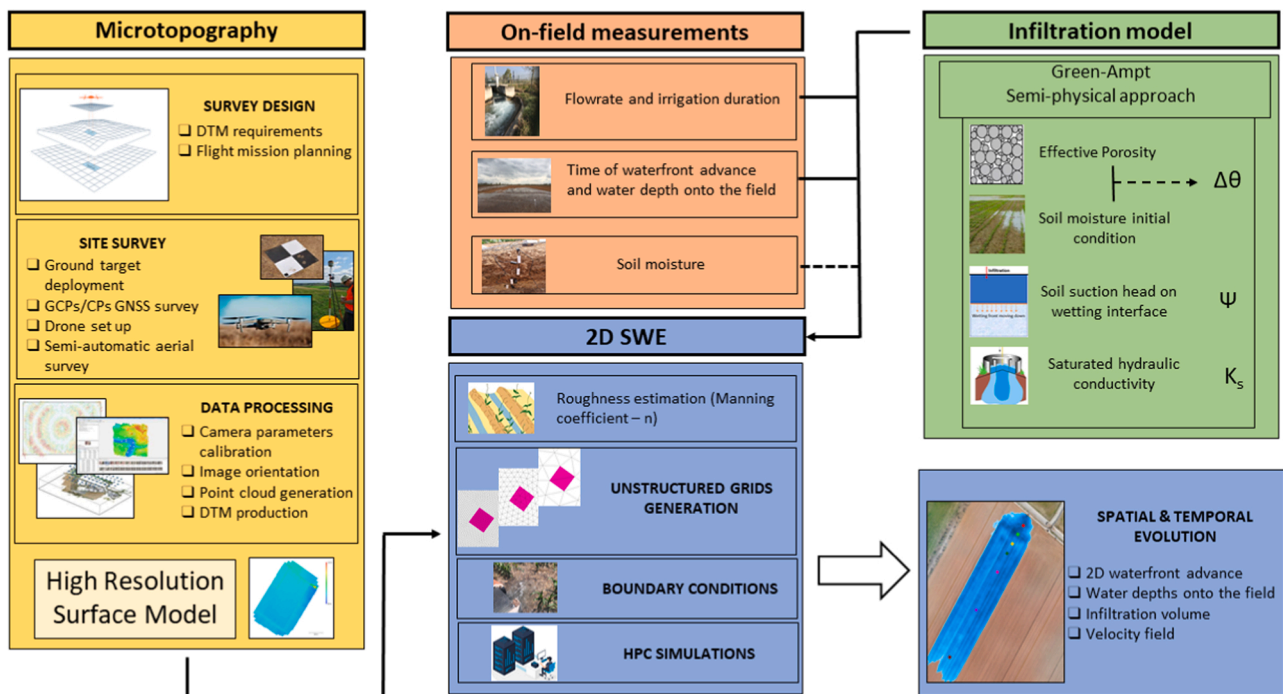 Microtopography
SURVEY DESIGN
❑ DTM requirements
❑ Flight mission planning
SITE SURVEY
❑ Ground target
deployment
❑ GCPs/CPs GNSS survey
❑ Drone set up
❑ Semi-automatic aerial
survey
DATA PROCESSING
❑ Camera parameters
calibration
❑ Image orientation
❑ Point cloud generation
❑ DTM production
High Resolution
Surface Model
On-field measurements
Flowrate and irrigation duration
Time of waterfront advance
and water depth onto the field
Soil moisture
2D SWE
Roughness estimation (Manning
coefficient – n)
UNSTRUCTURED GRIDS
GENERATION
BOUNDARY CONDITIONS
HPC SIMULATIONS
Infiltration model
Green-Ampt
Semi-physical approach
Effective Porosity
Δθ
Soil moisture initial
condition
Infiltration
Wetting front moving down
Soil suction head on
wetting interface
Ψ
Saturated hydraulic
conductivity
Ks
SPATIAL & TEMPORAL
EVOLUTION
❑ 2D waterfront advance
❑ Water depths onto the field
❑ Infiltration volume
❑ Velocity field